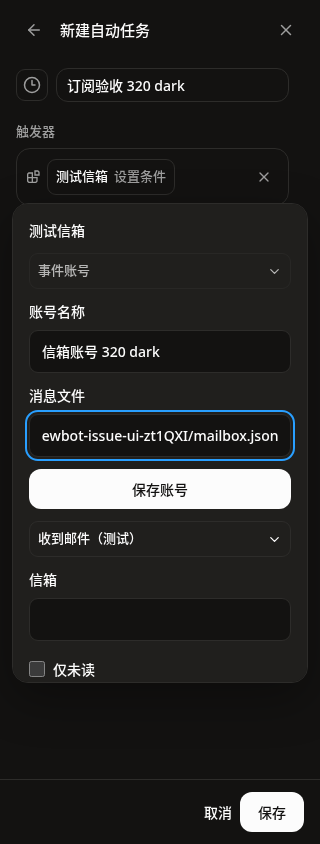 新建自动任务
订阅验收 320 dark
触发器
测试信箱 设置条件
测试信箱
事件账号
账号名称
信箱账号 320 dark
消息文件
ewbot-issue-ui-zt1QXI/mailbox.json
保存账号
收到邮件（测试）
信箱
仅未读
取消 保存